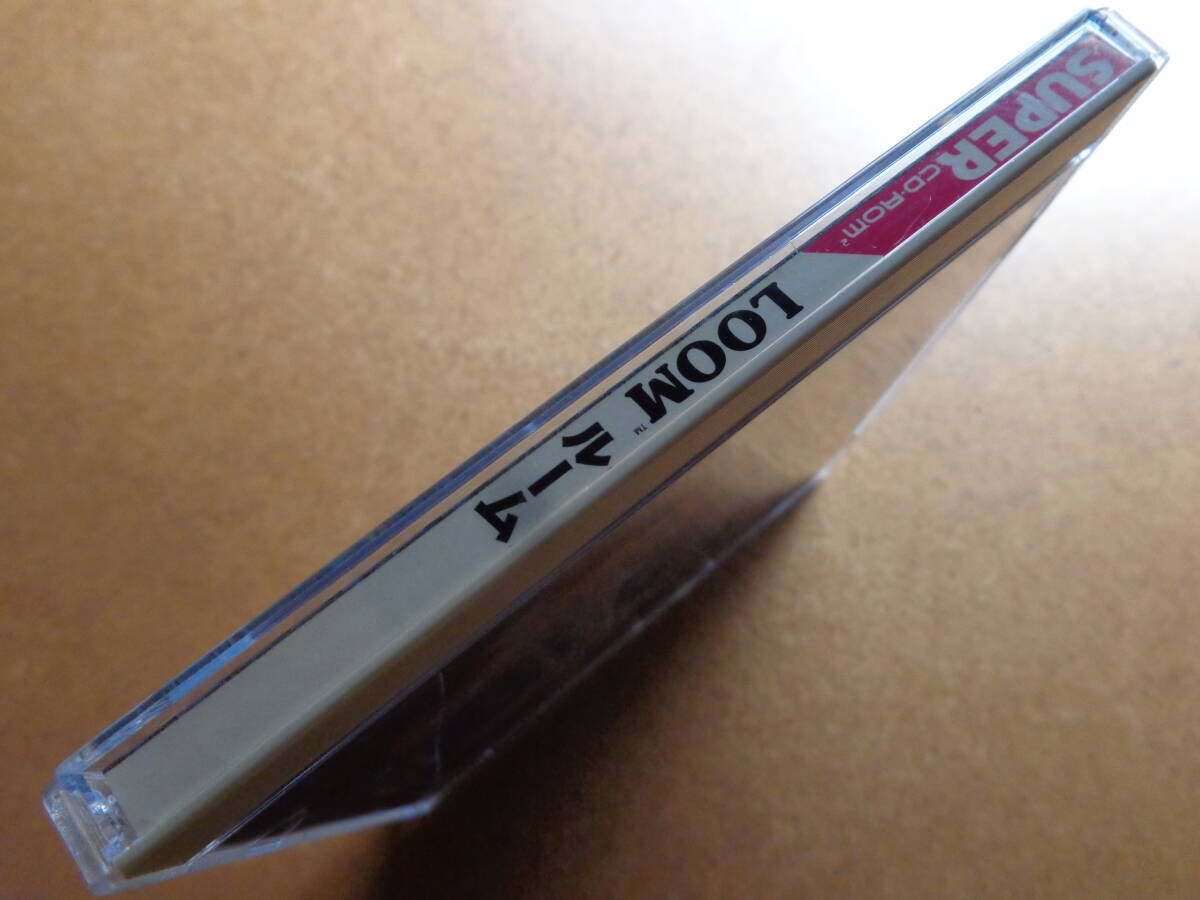 SUPER CD-ROM²
LOOM™ ルーム